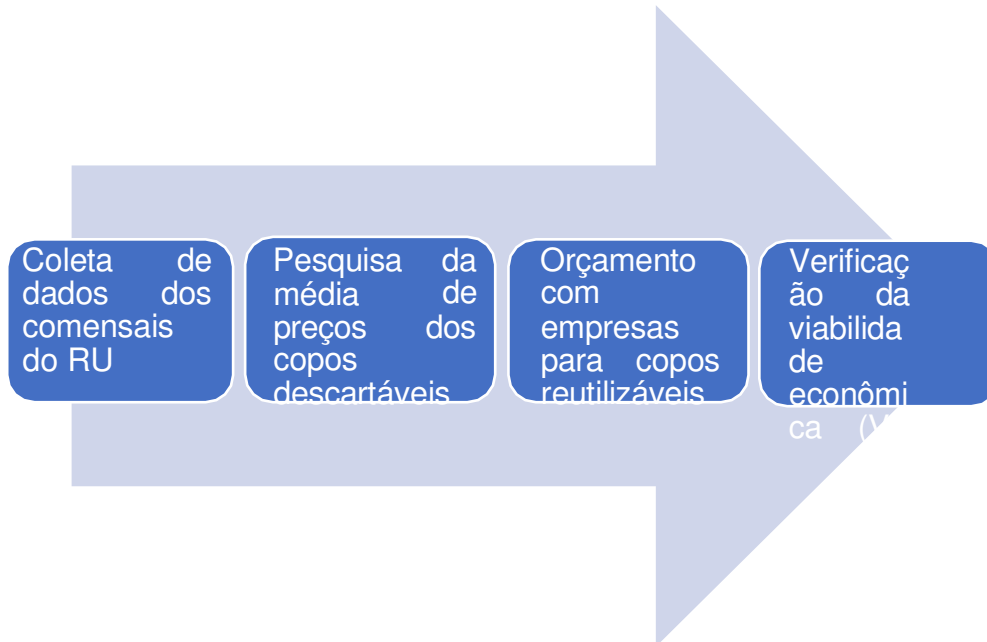 Coleta de
dados dos
comensais
do RU
Pesquisa da
média de
preços dos
copos
descartáveis
Orçamento
com
empresas
para copos
reutilizáveis
Verificaç
ão da
viabilida
de
econômi
ca